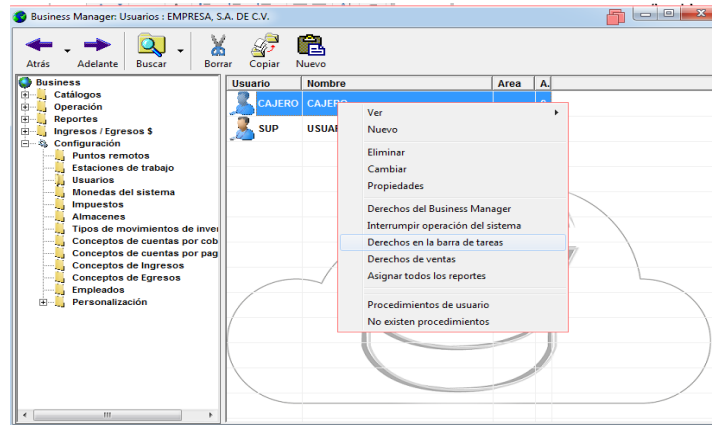 Business Manager: Usuarios : EMPRESA, S.A. DE C.V.
Atrás Adelante Buscar Borrar Copiar Nuevo
Business
Catálogos
Operación
Reportes
Ingresos / Egresos $
Configuración
Puntos remotos
Estaciones de trabajo
Usuarios
Monedas del sistema
Impuestos
Almacenes
Tipos de movimientos de inver
Conceptos de cuentas por cob
Conceptos de cuentas por pag
Conceptos de Ingresos
Conceptos de Egresos
Empleados
Personalización
Usuario Nombre Area A.
CAJERO CAJERO
SUP USUAR
Ver
Nuevo
Eliminar
Cambiar
Propiedades
Derechos del Business Manager
Interrumpir operación del sistema
Derechos en la barra de tareas
Derechos de ventas
Asignar todos los reportes
Procedimientos de usuario
No existen procedimientos